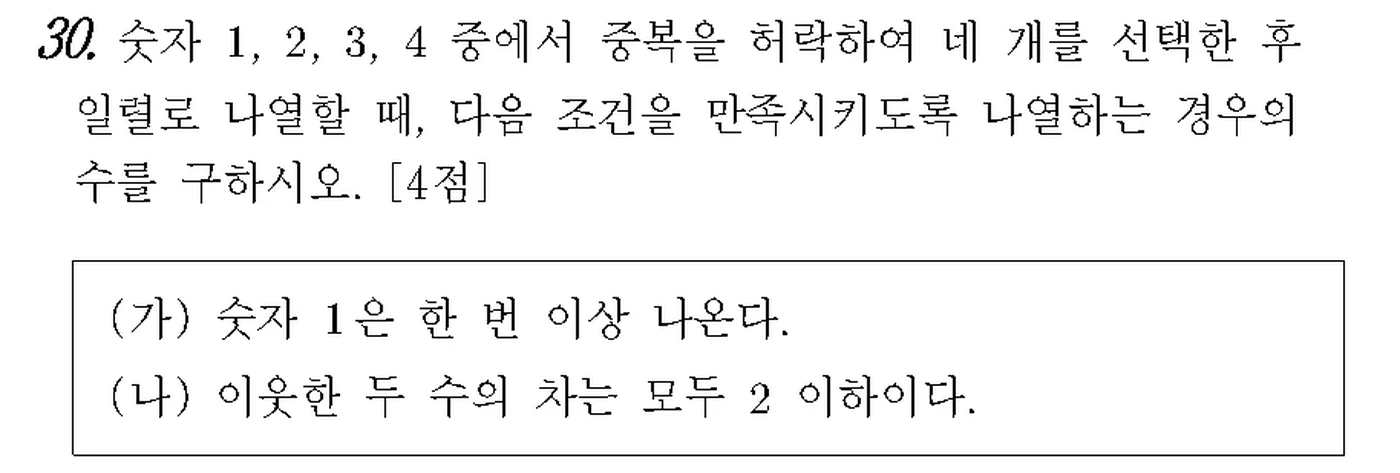 30. 숫자 1, 2, 3, 4 중에서 중복을 허락하여 네 개를 선택한 후
일렬로 나열할 때, 다음 조건을 만족시키도록 나열하는 경우의
수를 구하시오. [4점]
(가) 숫자 1은 한 번 이상 나온다.
(나) 이웃한 두 수의 차는 모두 2 이하이다.